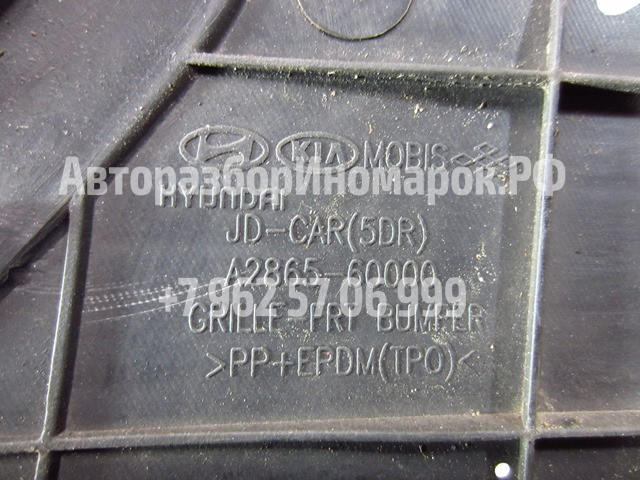 KIA MOBIS
АвторазборИномарок.РФ
HYUNDAI
JD-CAR(5DR)
A2865-60000
+7 962 57 06 999
GRILLE-FRT BUMPER
>PP+EPDM(TPO)<